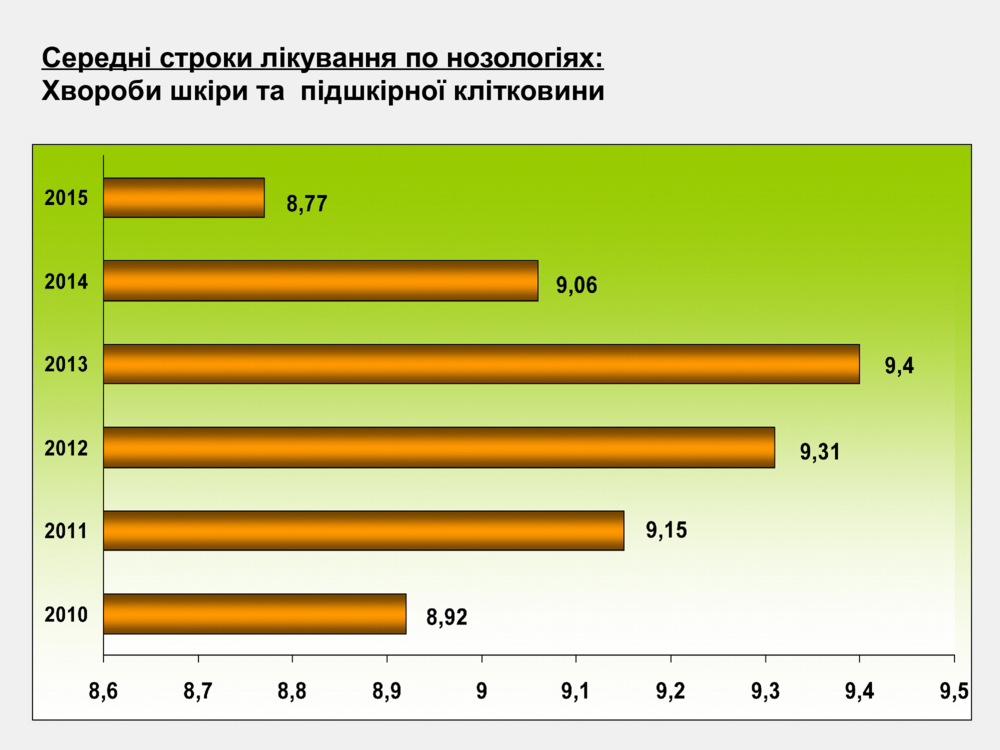 Середні строки лікування по нозологіях:
Хвороби шкіри та  підшкірної клітковини
2015 8,77
2014 9,06
2013 9,4
2012 9,31
2011 9,15
2010 8,92
8,6 8,7 8,8 8,9 9 9,1 9,2 9,3 9,4 9,5